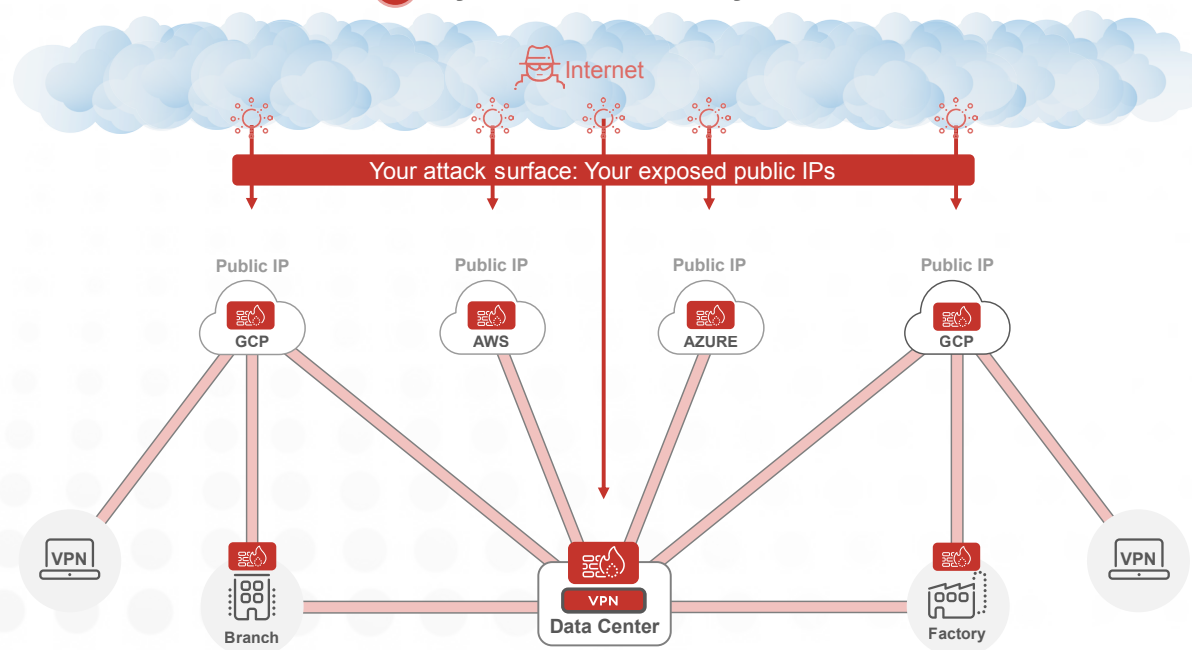 Internet
Your attack surface: Your exposed public IPs
Public IP
Public IP
Public IP
Public IP
GCP
AWS
AZURE
GCP
VPN
VPN
VPN
Branch
Data Center
Factory